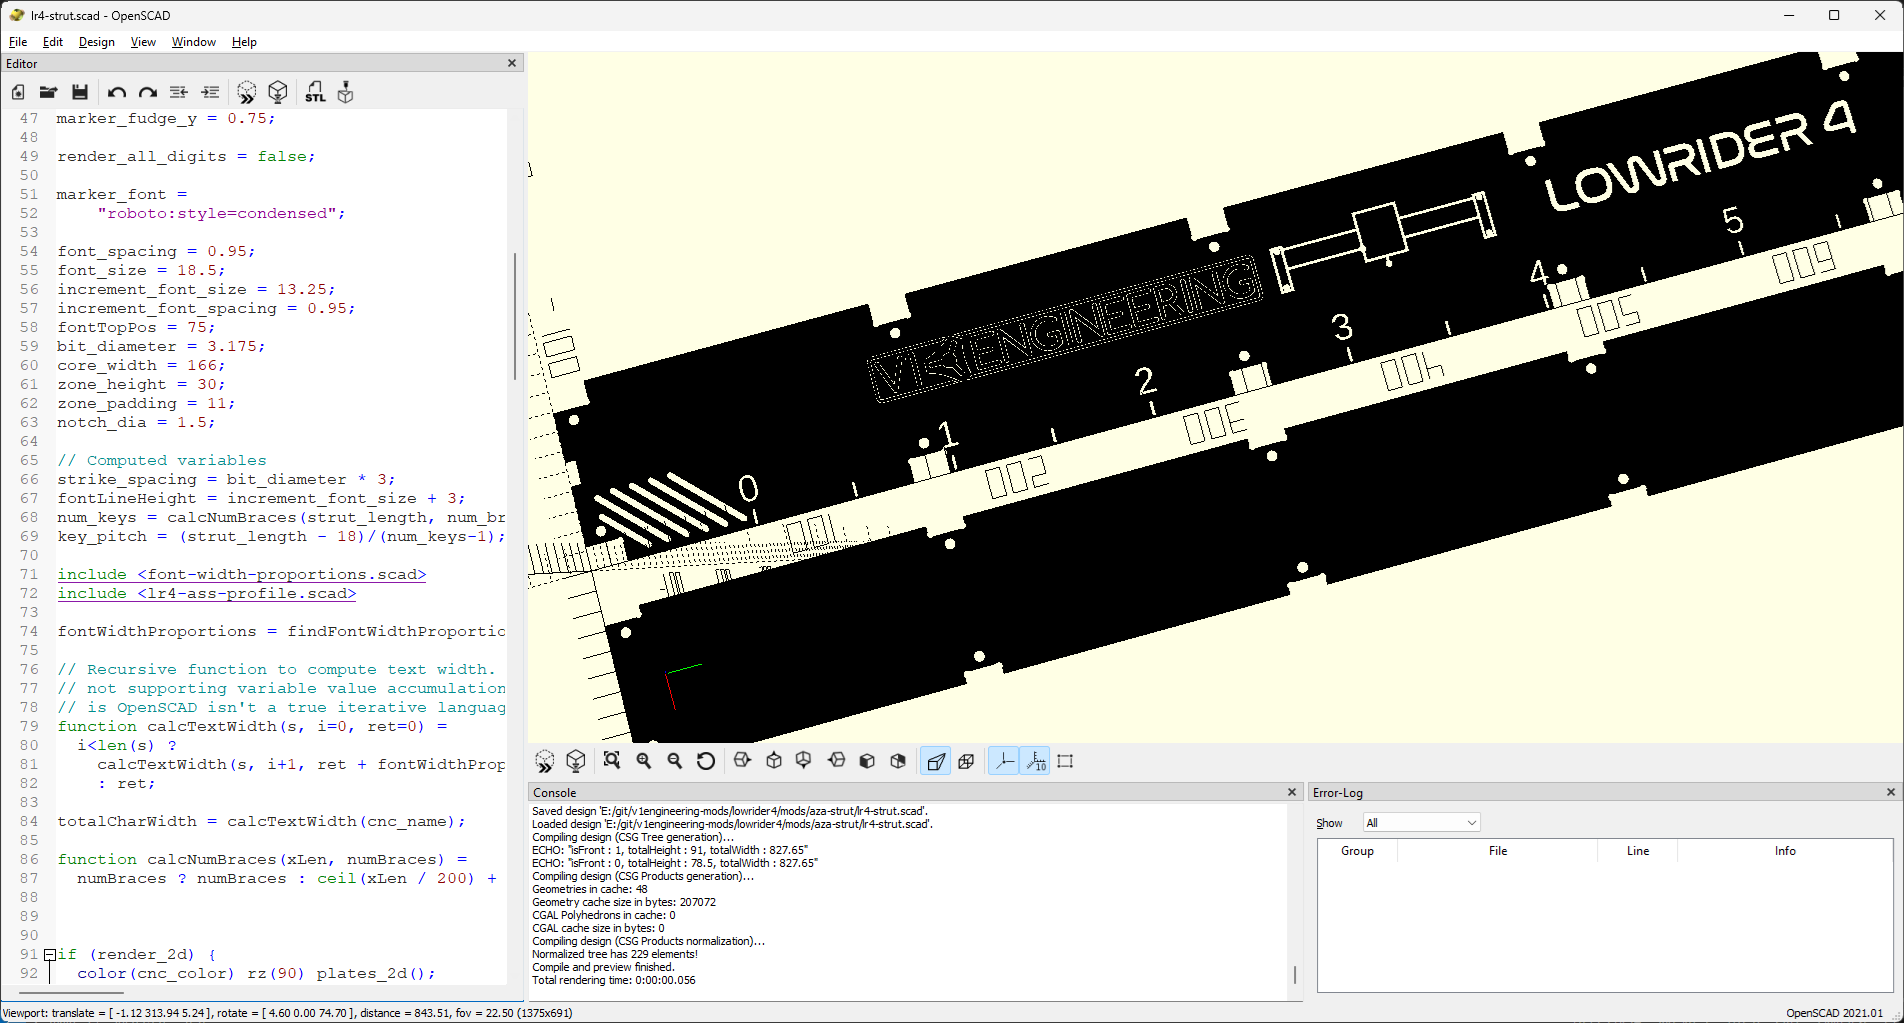 lr4-strut.scad - OpenSCAD
File Edit Design View Window Help
Editor
STL
47 marker_fudge_y = 0.75;
48
49 render_all_digits = false;
50
51 marker_font =
52 "roboto:style=condensed";
53
54 font_spacing = 0.95;
55 font_size = 18.5;
56 increment_font_size = 13.25;
57 increment_font_spacing = 0.95;
58 fontTopPos = 75;
59 bit_diameter = 3.175;
60 core_width = 166;
61 zone_height = 30;
62 zone_padding = 11;
63 notch_dia = 1.5;
64
65 // Computed variables
66 strike_spacing = bit_diameter * 3;
67 fontLineHeight = increment_font_size + 3;
68 num_keys = calcNumBraces(strut_length, num_br
69 key_pitch = (strut_length - 18)/(num_keys-1);
70
71 include <font-width-proportions.scad>
72 include <lr4-ass-profile.scad>
73
74 fontWidthProportions = findFontWidthProportio
75
76 // Recursive function to compute text width.
77 // not supporting variable value accumulation
78 // is OpenSCAD isn't a true iterative languag
79 function calcTextWidth(s, i=0, ret=0) =
80 i<len(s) ?
81 calcTextWidth(s, i+1, ret + fontWidthProp
82 : ret;
83
84 totalCharWidth = calcTextWidth(cnc_name);
85
86 function calcNumBraces(xLen, numBraces) =
87 numBraces ? numBraces : ceil(xLen / 200) +
88
89
90
91 if (render_2d) {
92 color(cnc_color) rz(90) plates_2d();
LOWRIDER 4
ENGINEERING
0 1 2 3 4 5
100 200 300 400 500 600
10
Console
Saved design 'E:/git/v1engineering-mods/lowrider4/mods/aza-strut/lr4-strut.scad'.
Loaded design 'E:/git/v1engineering-mods/lowrider4/mods/aza-strut/lr4-strut.scad'.
Compiling design (CSG Tree generation)...
ECHO: "isFront : 1, totalHeight : 91, totalWidth : 827.65"
ECHO: "isFront : 0, totalHeight : 78.5, totalWidth : 827.65"
Compiling design (CSG Products generation)...
Geometries in cache: 48
Geometry cache size in bytes: 207072
CGAL Polyhedrons in cache: 0
CGAL cache size in bytes: 0
Compiling design (CSG Products normalization)...
Normalized tree has 229 elements!
Compile and preview finished.
Total rendering time: 0:00:00.056
Error-Log
Show All
Group File Line Info
Viewport: translate = [ -1.12 313.94 5.24 ], rotate = [ 4.60 0.00 74.70 ], distance = 843.51, fov = 22.50 (1375x691)
OpenSCAD 2021.01